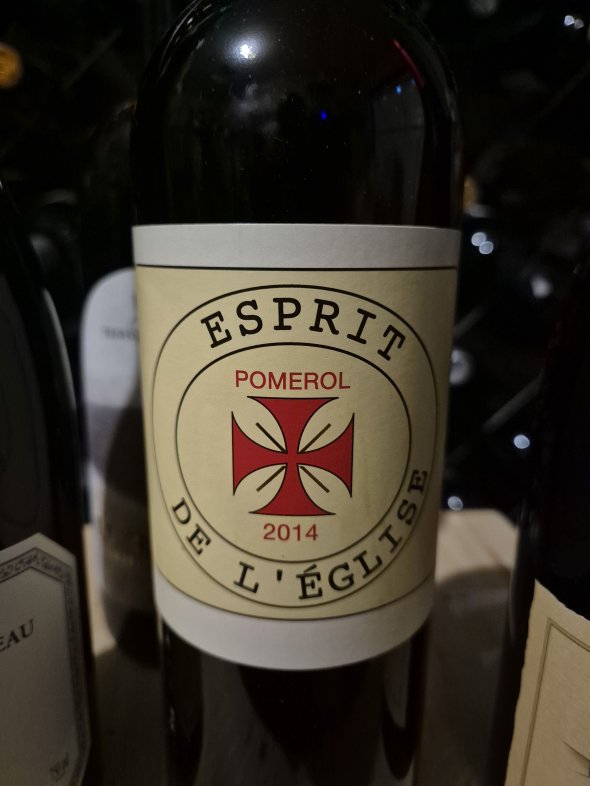 ESPRIT
POMEROL
2014
DE L'ÉGLISE
EAU